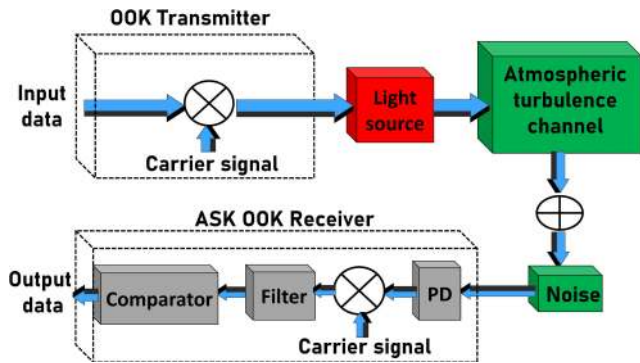 OOK Transmitter
Input
data
Carrier signal
Light
source
Atmospheric
turbulence
channel
ASK OOK Receiver
Output
data
Comparator
Filter
PD
Noise
Carrier signal